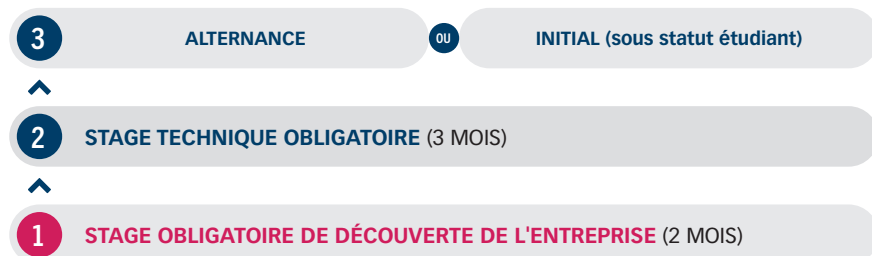 3 ALTERNANCE OU INITIAL (sous statut étudiant)
2 STAGE TECHNIQUE OBLIGATOIRE (3 MOIS)
1 STAGE OBLIGATOIRE DE DÉCOUVERTE DE L'ENTREPRISE (2 MOIS)